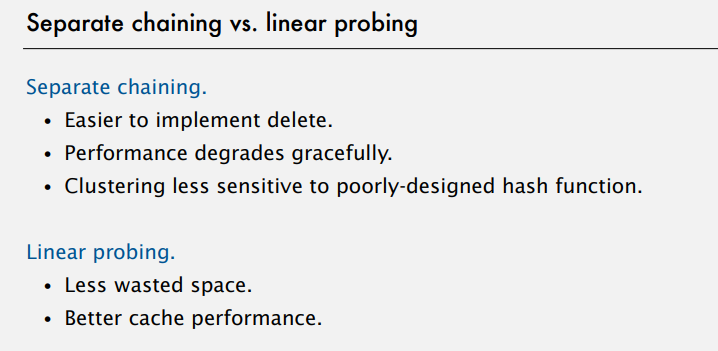 Separate chaining vs. linear probing
Separate chaining.
• Easier to implement delete.
• Performance degrades gracefully.
• Clustering less sensitive to poorly-designed hash function.
Linear probing.
• Less wasted space.
• Better cache performance.